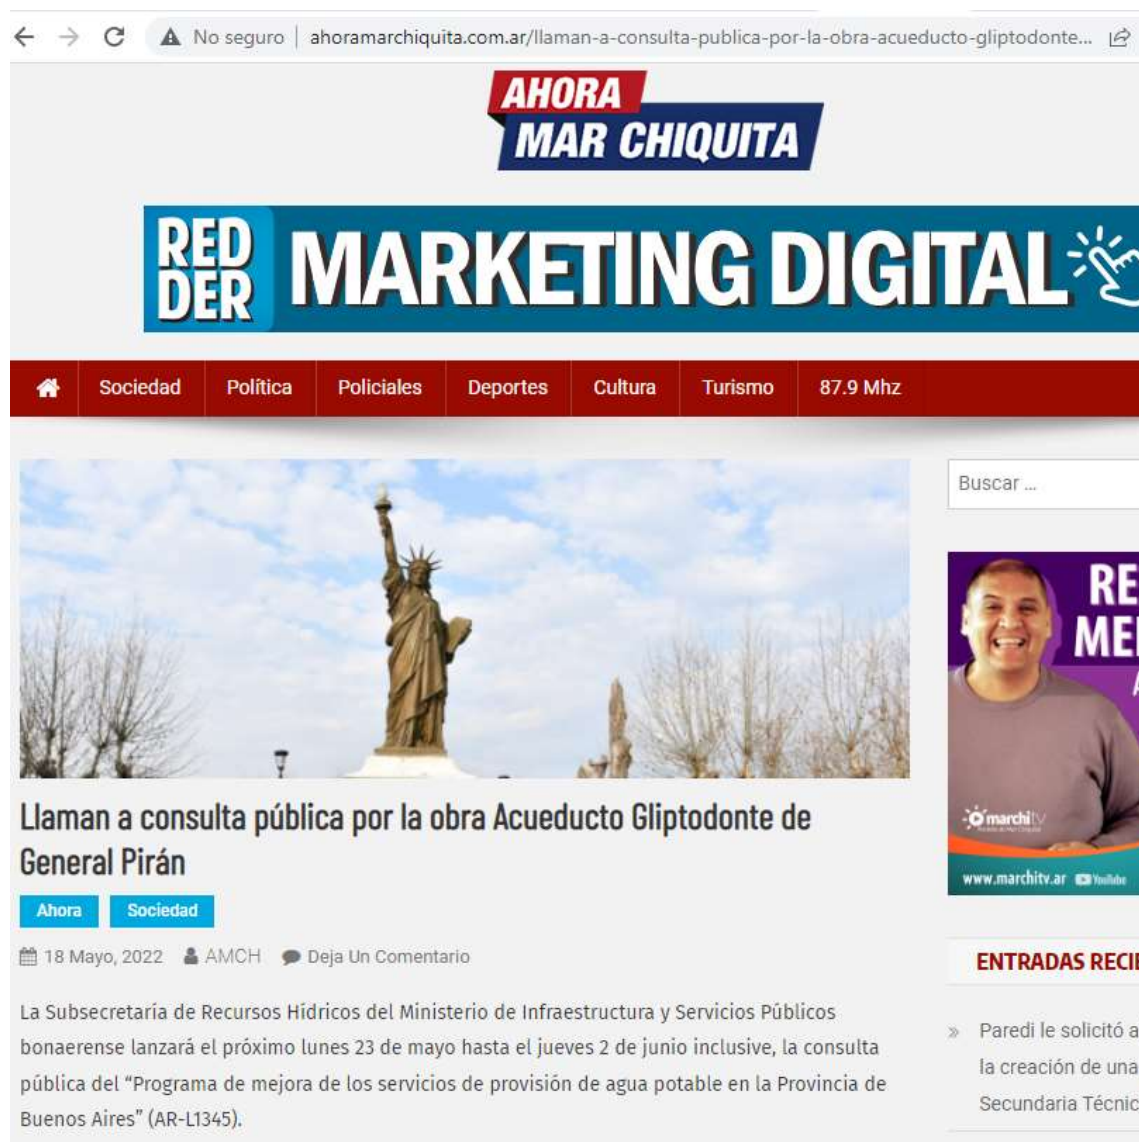 No seguro | ahoramarchiquita.com.ar/llaman-a-consulta-publica-por-la-obra-acueducto-gliptodonte...
AHORA
MAR CHIQUITA
RED
DER
MARKETING DIGITAL
Sociedad
Política
Policiales
Deportes
Cultura
Turismo
87.9 Mhz
Buscar ...
Llaman a consulta pública por la obra Acueducto Gliptodonte de
General Pirán
Ahora
Sociedad
18 Mayo, 2022 AMCH Deja Un Comentario
La Subsecretaría de Recursos Hídricos del Ministerio de Infraestructura y Servicios Públicos
bonaerense lanzará el próximo lunes 23 de mayo hasta el jueves 2 de junio inclusive, la consulta
pública del “Programa de mejora de los servicios de provisión de agua potable en la Provincia de
Buenos Aires” (AR-L1345).
RE
ME
marchitv
www.marchitv.ar YouTube
ENTRADAS RECIE
» Paredi le solicitó a
la creación de una
Secundaria Técnic